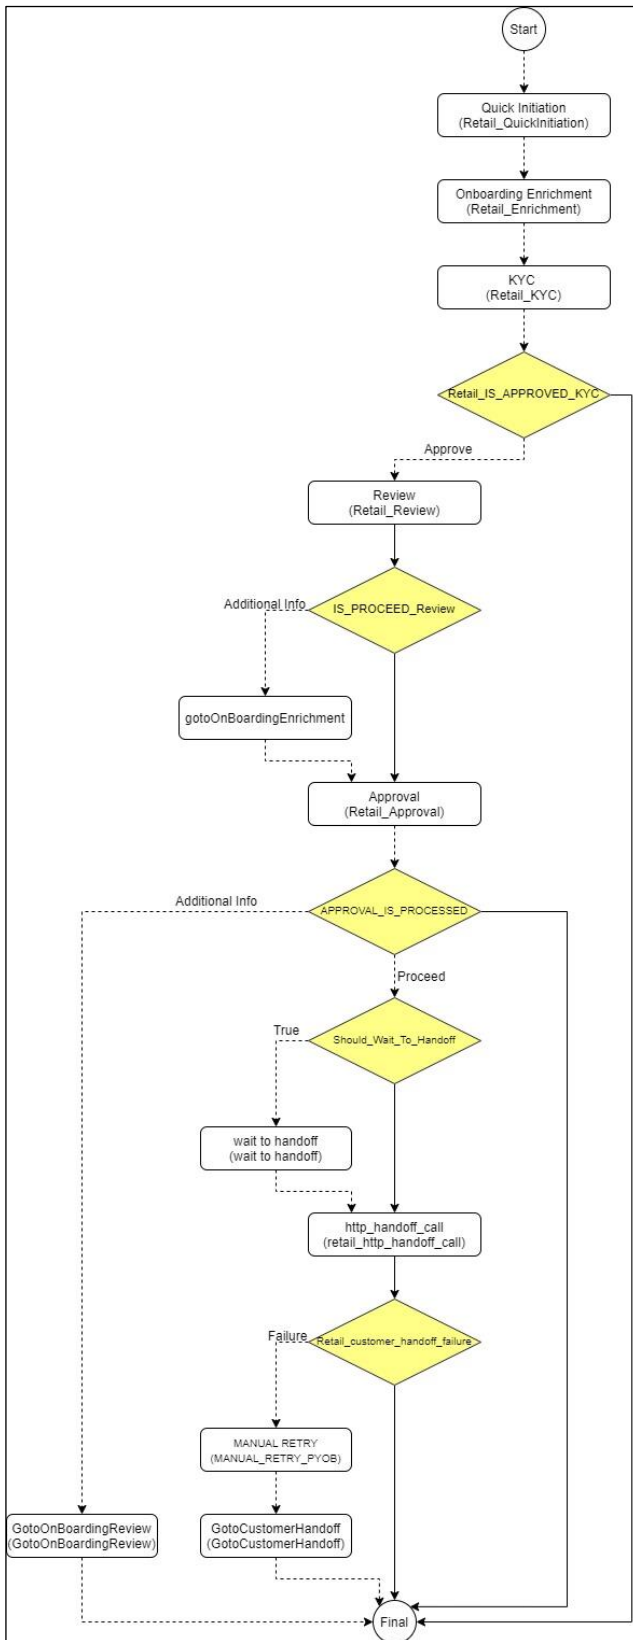 Start
Quick Initiation
(Retail_QuickInitiation)
Onboarding Enrichment
(Retail_Enrichment)
KYC
(Retail_KYC)
Retail_IS_APPROVED_KYC
Approve
Review
(Retail_Review)
Additional Info
IS_PROCEED_Review
gotoOnBoardingEnrichment
Approval
(Retail_Approval)
Additional Info
APPROVAL_IS_PROCESSED
Proceed
True
Should_Wait_To_Handoff
wait to handoff
(wait to handoff)
http_handoff_call
(retail_http_handoff_call)
Failure
Retail_customer_handoff_failure
MANUAL RETRY
(MANUAL_RETRY_PYOB)
GotoOnBoardingReview
(GotoOnBoardingReview)
GotoCustomerHandoff
(GotoCustomerHandoff)
Final